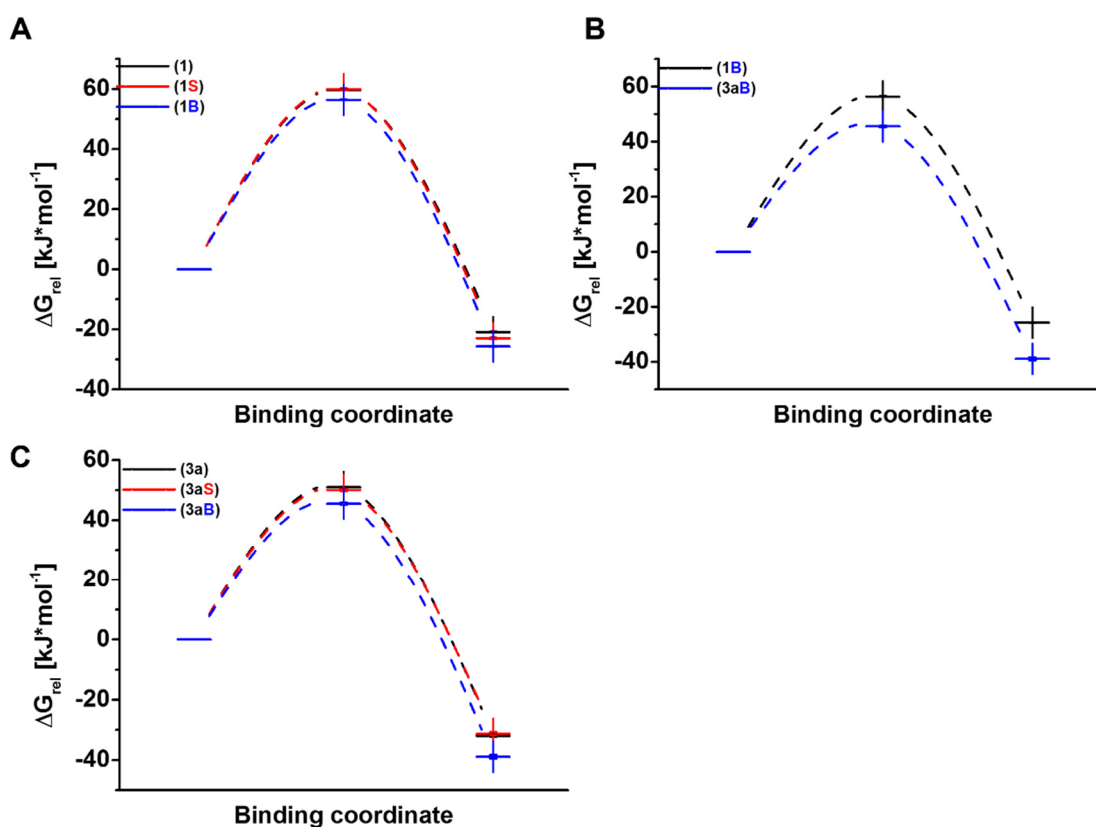 A
(1)
(1S)
(1B)
60
40
20
0
-20
-40
ΔGrel [kJ*mol-1]
Binding coordinate
B
(1B)
(3aB)
60
40
20
0
-20
-40
ΔGrel [kJ*mol-1]
Binding coordinate
C
(3a)
(3aS)
(3aB)
60
40
20
0
-20
-40
ΔGrel [kJ*mol-1]
Binding coordinate